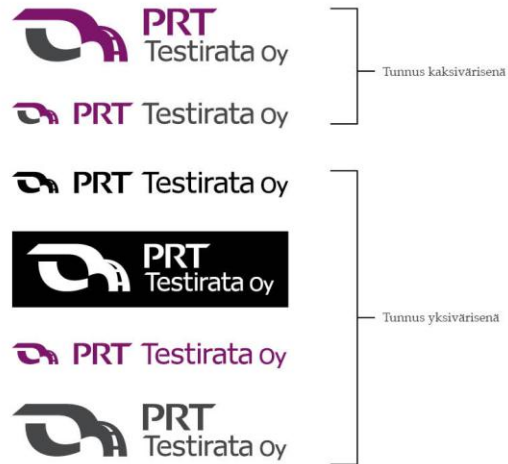 PRT
Testirata oy
Tunnus kaksivärisenä
PRT Testirata oy
PRT Testirata oy
PRT
Testirata oy
Tunnus yksivärisenä
PRT Testirata oy
PRT
Testirata oy